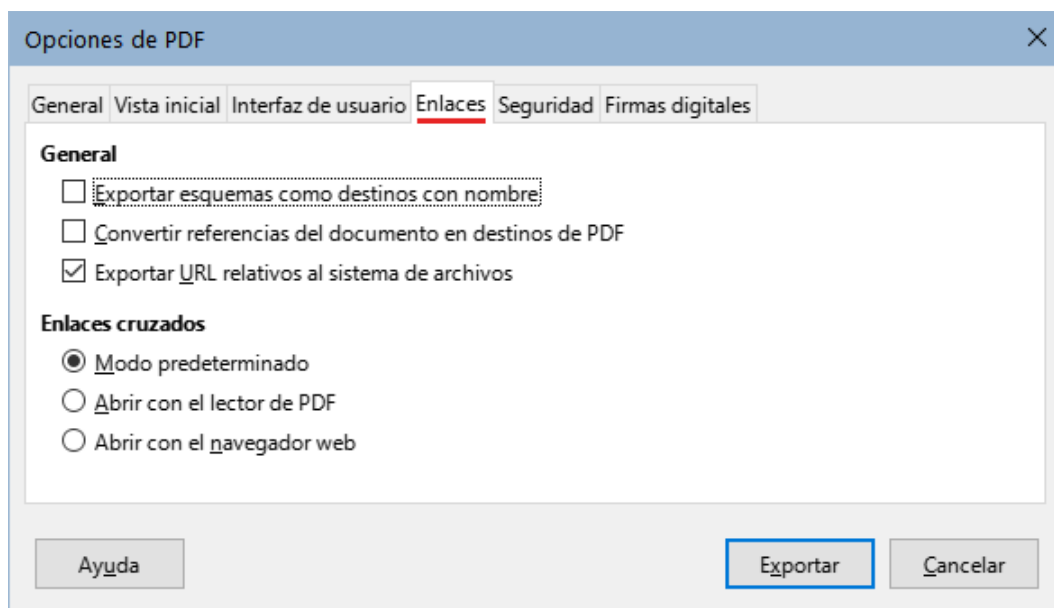 Opciones de PDF
General Vista inicial Interfaz de usuario Enlaces Seguridad Firmas digitales
General
Exportar esquemas como destinos con nombre
Convertir referencias del documento en destinos de PDF
Exportar URL relativos al sistema de archivos
Enlaces cruzados
Modo predeterminado
Abrir con el lector de PDF
Abrir con el navegador web
Ayuda Exportar Cancelar